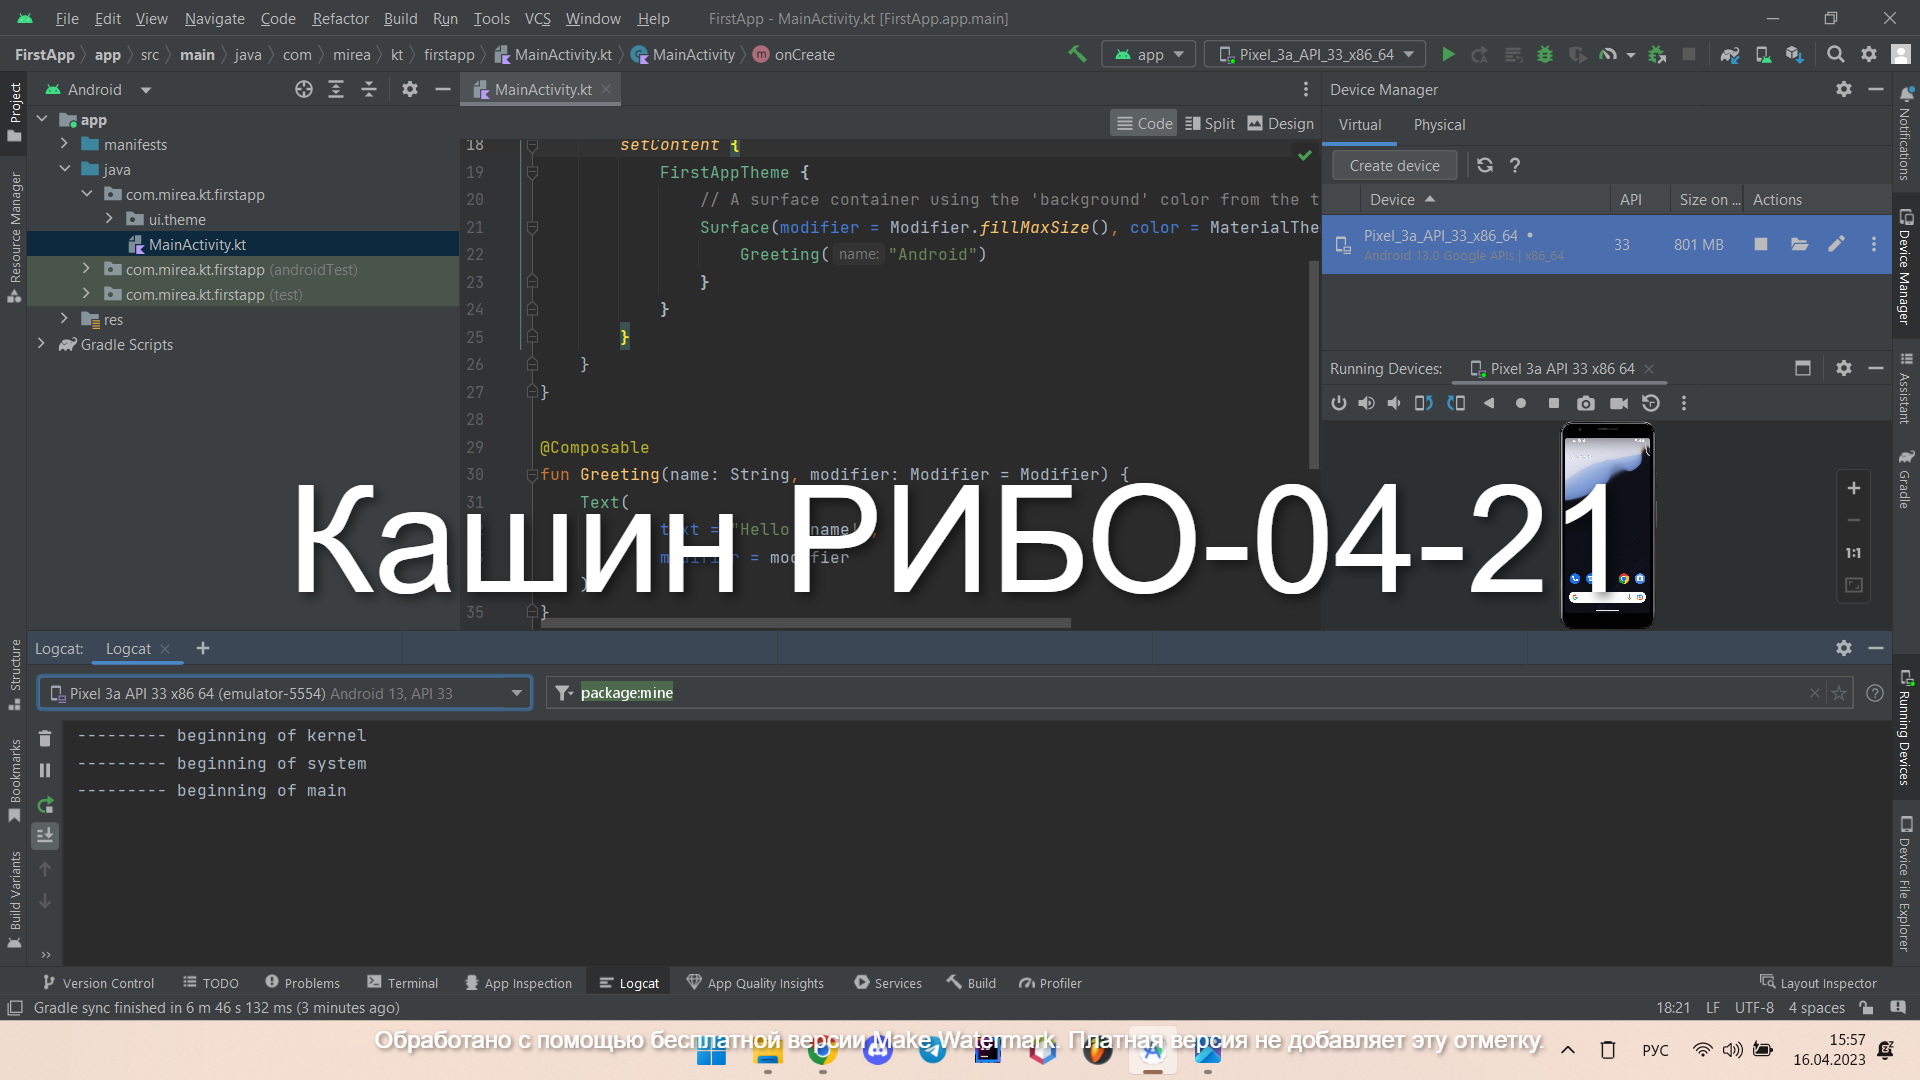 File Edit View Navigate Code Refactor Build Run Tools VCS Window Help FirstApp - MainActivity.kt [FirstApp.app.main]
FirstApp app src main java com mirea kt firstapp MainActivity.kt MainActivity onCreate app Pixel_3a_API_33_x86_64
Project
Resource Manager
Structure
Bookmarks
Build Variants
Android
app
manifests
java
com.mirea.kt.firstapp
ui.theme
MainActivity.kt
com.mirea.kt.firstapp (androidTest)
com.mirea.kt.firstapp (test)
res
Gradle Scripts
MainActivity.kt
Code Split Design
18 setContent {
19 FirstAppTheme {
20 // A surface container using the 'background' color from the t
21 Surface(modifier = Modifier.fillMaxSize(), color = MaterialThe
22 Greeting( name: "Android")
23 }
24 }
25 }
26 }
27 }
28
29 @Composable
30 fun Greeting(name: String, modifier: Modifier = Modifier) {
31 Text(
text = "Hello name!
modifier = modifier
)
35 }
Кашин РИБО-04-21
Device Manager
Virtual Physical
Create device
?
Device API Size on ... Actions
Pixel_3a_API_33_x86_64 33 801 MB
Android 13.0 Google APIs | x86_64
Running Devices: Pixel 3a API 33 x86 64
1:1
Notifications
Device Manager
Assistant
Gradle
Running Devices
Device File Explorer
Logcat: Logcat
Pixel 3a API 33 x86 64 (emulator-5554) Android 13, API 33 package:mine
--------- beginning of kernel
--------- beginning of system
--------- beginning of main
Version Control TODO Problems Terminal App Inspection Logcat App Quality Insights Services Build Profiler Layout Inspector
Gradle sync finished in 6 m 46 s 132 ms (3 minutes ago) 18:21 LF UTF-8 4 spaces
Обработано с помощью бесплатной версии Make Watermark. Платная версия не добавляет эту отметку.
РУС
15:57
16.04.2023